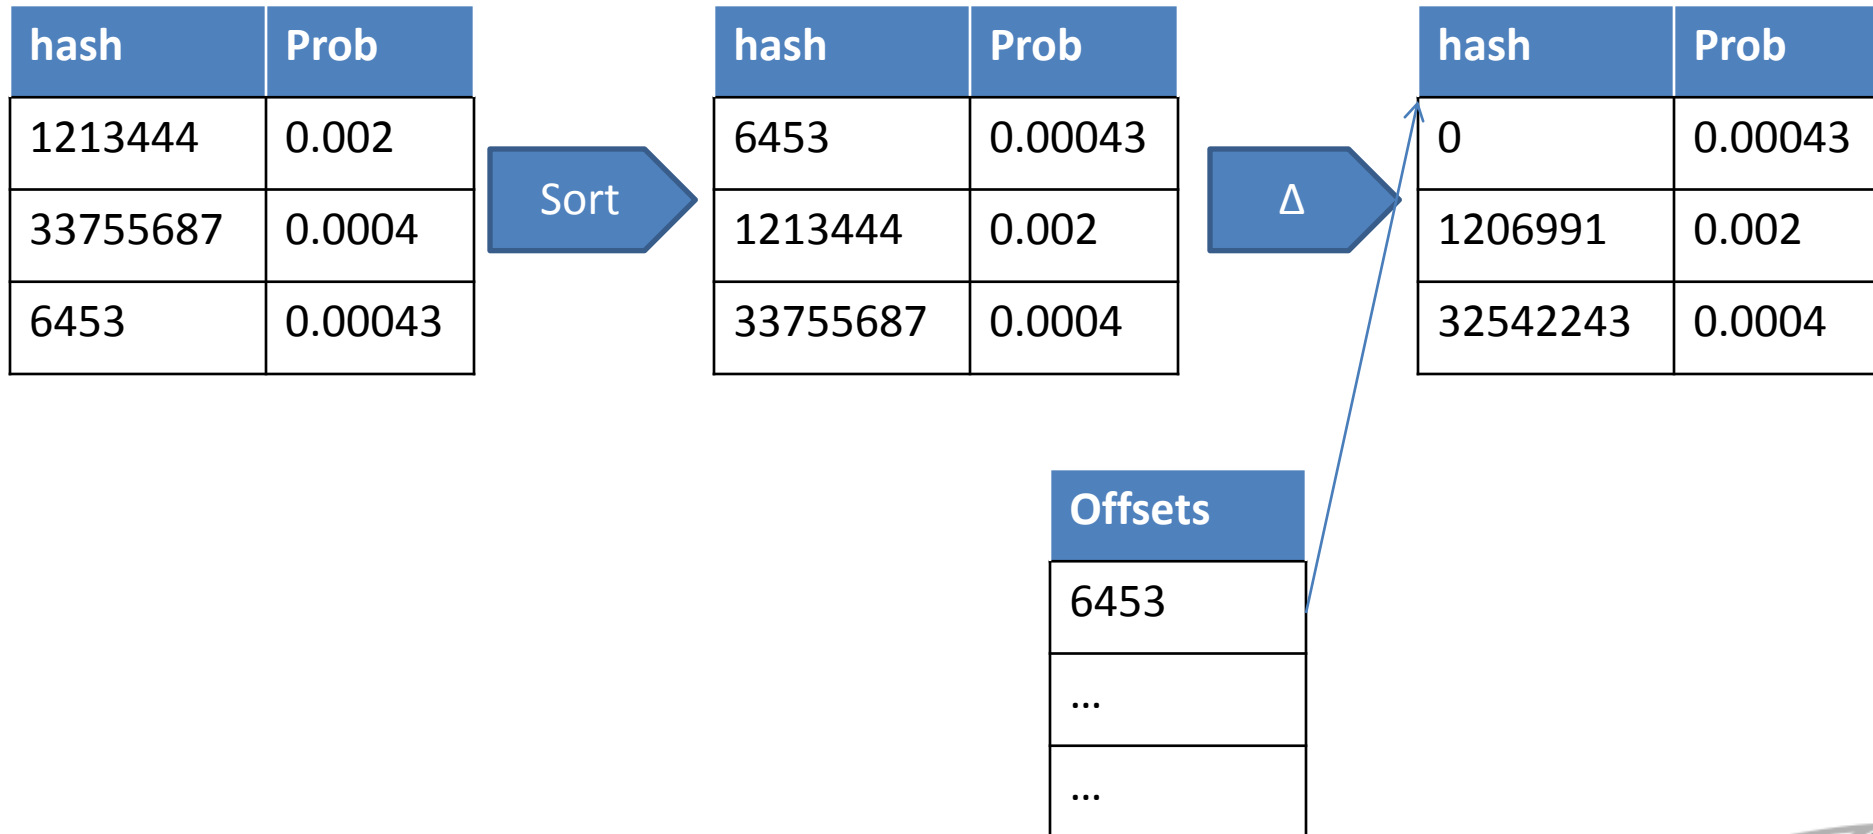 hash Prob
1213444 0.002
33755687 0.0004
6453 0.00043
Sort
hash Prob
6453 0.00043
1213444 0.002
33755687 0.0004
Δ
hash Prob
0 0.00043
1206991 0.002
32542243 0.0004
Offsets
6453
...
...